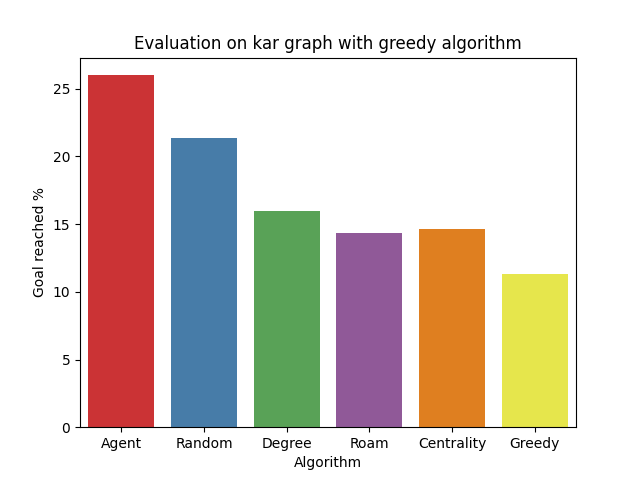 Evaluation on kar graph with greedy algorithm
Goal reached %
25
20
15
10
5
0
Agent Random Degree Roam Centrality Greedy
Algorithm